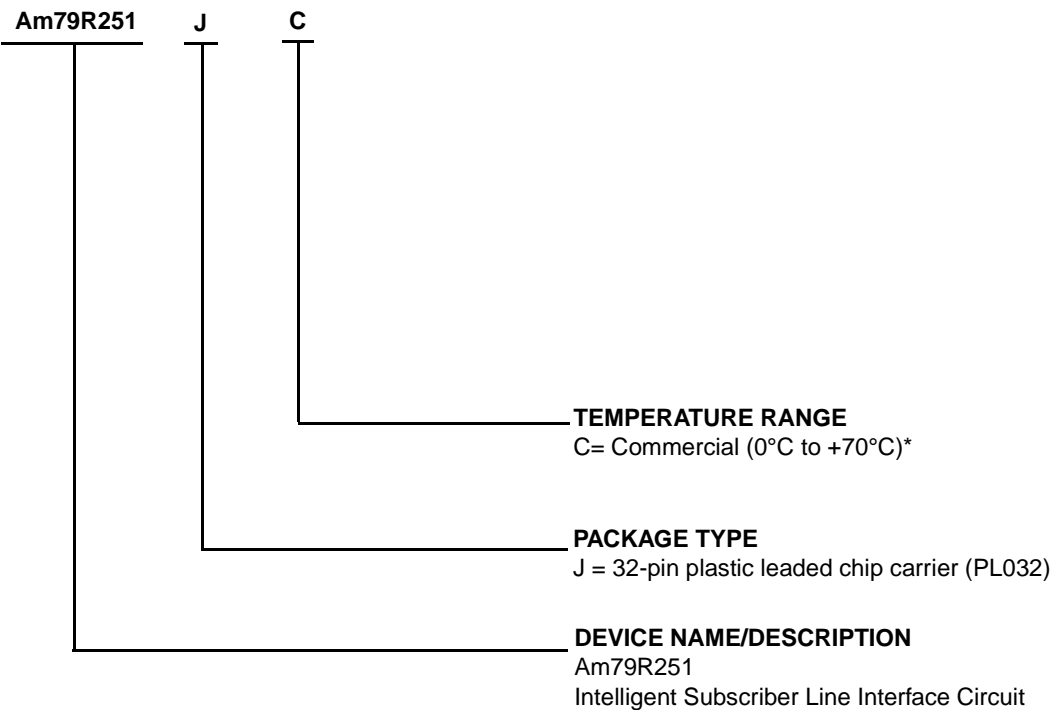 Am79R251 J C
TEMPERATURE RANGE
C= Commercial (0°C to +70°C)*
PACKAGE TYPE
J = 32-pin plastic leaded chip carrier (PL032)
DEVICE NAME/DESCRIPTION
Am79R251
Intelligent Subscriber Line Interface Circuit